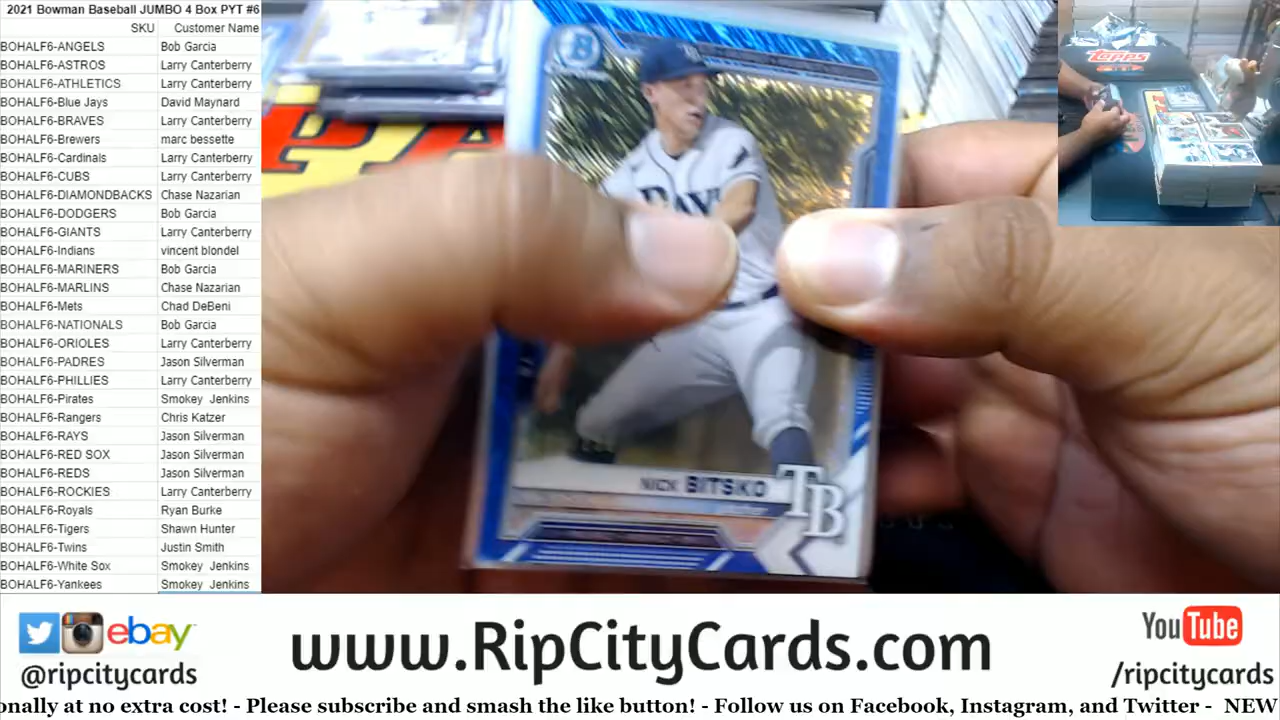 2021 Bowman Baseball JUMBO 4 Box PYT #6
SKU Customer Name
BOHALF6-ANGELS Bob Garcia
BOHALF6-ASTROS Larry Canterberry
BOHALF6-ATHLETICS Larry Canterberry
BOHALF6-Blue Jays David Maynard
BOHALF6-BRAVES Larry Canterberry
BOHALF6-Brewers marc bessette
BOHALF6-Cardinals Larry Canterberry
BOHALF6-CUBS Larry Canterberry
BOHALF6-DIAMONDBACKS Chase Nazarian
BOHALF6-DODGERS Bob Garcia
BOHALF6-GIANTS Larry Canterberry
BOHALF6-Indians vincent blondel
BOHALF6-MARINERS Bob Garcia
BOHALF6-MARLINS Chase Nazarian
BOHALF6-Mets Chad DeBeni
BOHALF6-NATIONALS Bob Garcia
BOHALF6-ORIOLES Larry Canterberry
BOHALF6-PADRES Jason Silverman
BOHALF6-PHILLIES Larry Canterberry
BOHALF6-Pirates Smokey Jenkins
BOHALF6-Rangers Chris Katzer
BOHALF6-RAYS Jason Silverman
BOHALF6-RED SOX Jason Silverman
BOHALF6-REDS Jason Silverman
BOHALF6-ROCKIES Larry Canterberry
BOHALF6-Royals Ryan Burke
BOHALF6-Tigers Shawn Hunter
BOHALF6-Twins Justin Smith
BOHALF6-White Sox Smokey Jenkins
BOHALF6-Yankees Smokey Jenkins
B
RAY
NICK BITSKO
TB
Topps
ebay
@ripcitycards
www.RipCityCards.com
YouTube
/ripcitycards
onally at no extra cost! - Please subscribe and smash the like button! - Follow us on Facebook, Instagram, and Twitter - NEW